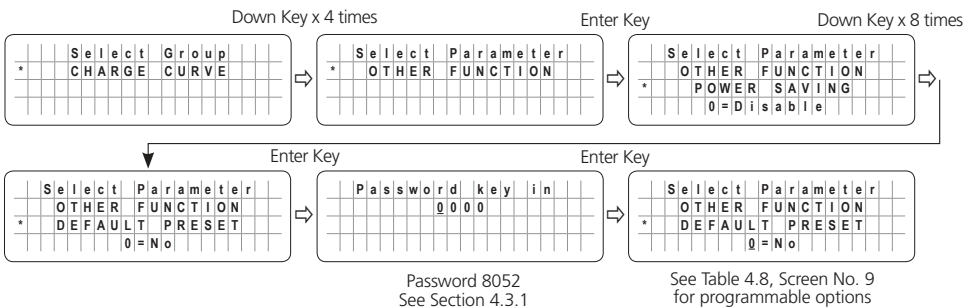 Down Key x 4 times
Enter Key
Down Key x 8 times
Select Group
* CHARGE CURVE
Select Parameter
* OTHER FUNCTION
Select Parameter
OTHER FUNCTION
* POWER SAVING
0=Disable
Enter Key
Enter Key
Select Parameter
OTHER FUNCTION
* DEFAULT PRESET
0=No
Password key in
0000
Select Parameter
OTHER FUNCTION
* DEFAULT PRESET
0=No
Password 8052
See Section 4.3.1
See Table 4.8, Screen No. 9
for programmable options